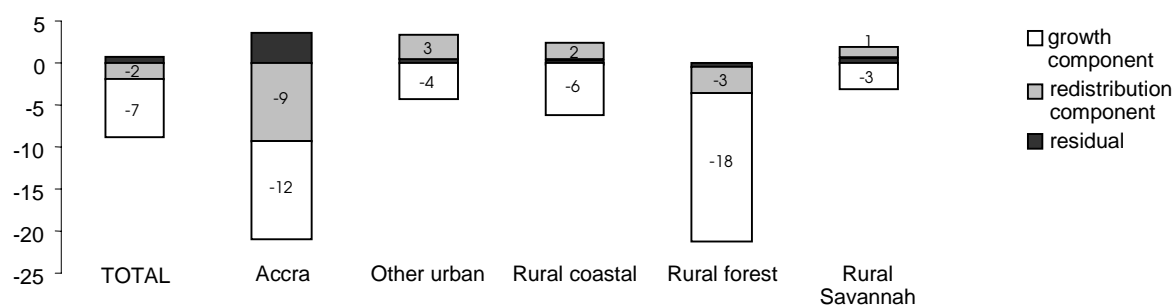 5
0
-5
-10
-15
-20
-25
-2
-7
-9
-12
3
-4
2
-6
-3
-18
1
-3
TOTAL
Accra
Other urban
Rural coastal
Rural forest
Rural
Savannah
growth
component
redistribution
component
residual